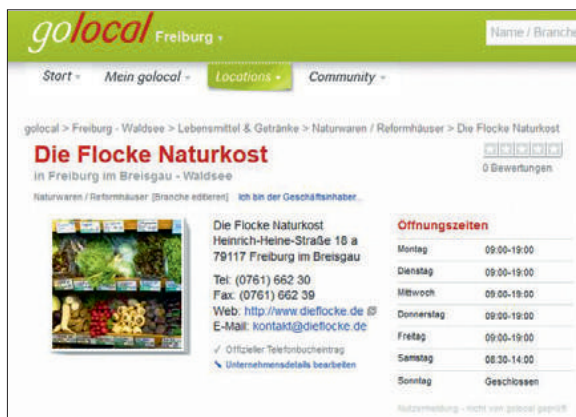 golocal Freiburg
Name / Branche
Start Mein golocal Locations Community
golocal > Freiburg - Waldsee > Lebensmittel & Getränke > Naturwaren / Reformhäuser > Die Flocke Naturkost
Die Flocke Naturkost
in Freiburg im Breisgau - Waldsee
0 Bewertungen
Naturwaren / Reformhäuser [Branche editieren] Ich bin der Geschäftsinhaber...
Die Flocke Naturkost
Heinrich-Heine-Straße 18 a
79117 Freiburg im Breisgau
Tel: (0761) 662 30
Fax: (0761) 662 39
Web: http://www.dieflocke.de
E-Mail: kontakt@dieflocke.de
✓ Offizieller Telefonbucheintrag
Unternehmensdetails bearbeiten
Öffnungszeiten
Montag 09:00-19:00
Dienstag 09:00-19:00
Mittwoch 09:00-19:00
Donnerstag 09:00-19:00
Freitag 09:00-19:00
Samstag 08:30-14:00
Sonntag Geschlossen
Nutzermeldung - nicht von golocal geprüft